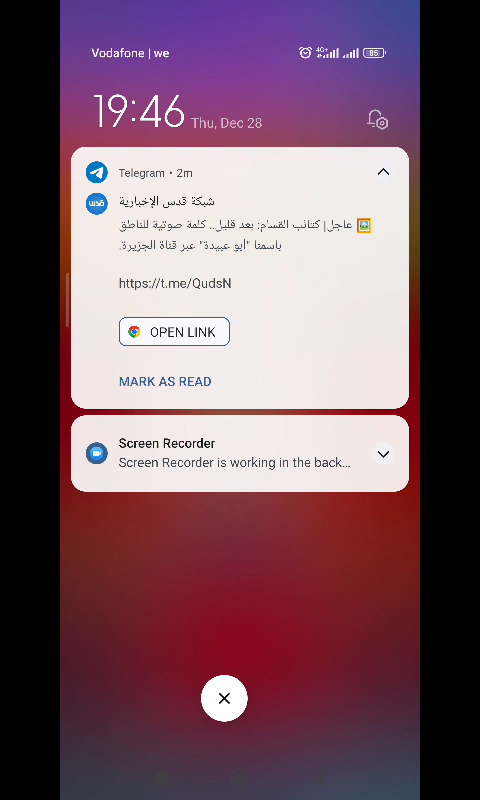 Vodafone | we
4G+
85
19:46 Thu, Dec 28
Telegram • 2m
شبكة قدس الإخبارية
عاجل| كتائب القسام: بعد قليل.. كلمة صوتية للناطق
باسمنا "أبو عبيدة" عبر قناة الجزيرة.
https://t.me/QudsN
OPEN LINK
MARK AS READ
Screen Recorder
Screen Recorder is working in the back...